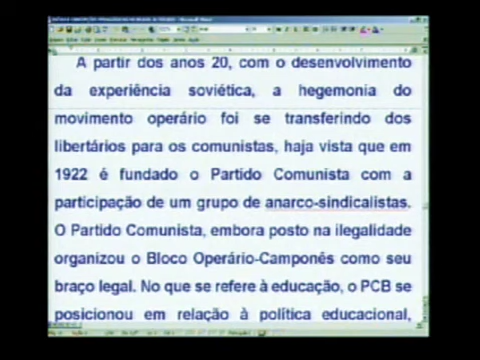 A partir dos anos 20, com o desenvolvimento
da experiência soviética, a hegemonia do
movimento operário foi se transferindo dos
libertários para os comunistas, haja vista que em
1922 é fundado o Partido Comunista com a
participação de um grupo de anarco-sindicalistas.
O Partido Comunista, embora posto na ilegalidade
organizou o Bloco Operário-Camponês como seu
braço legal. No que se refere à educação, o PCB se
posicionou em relação à política educacional,